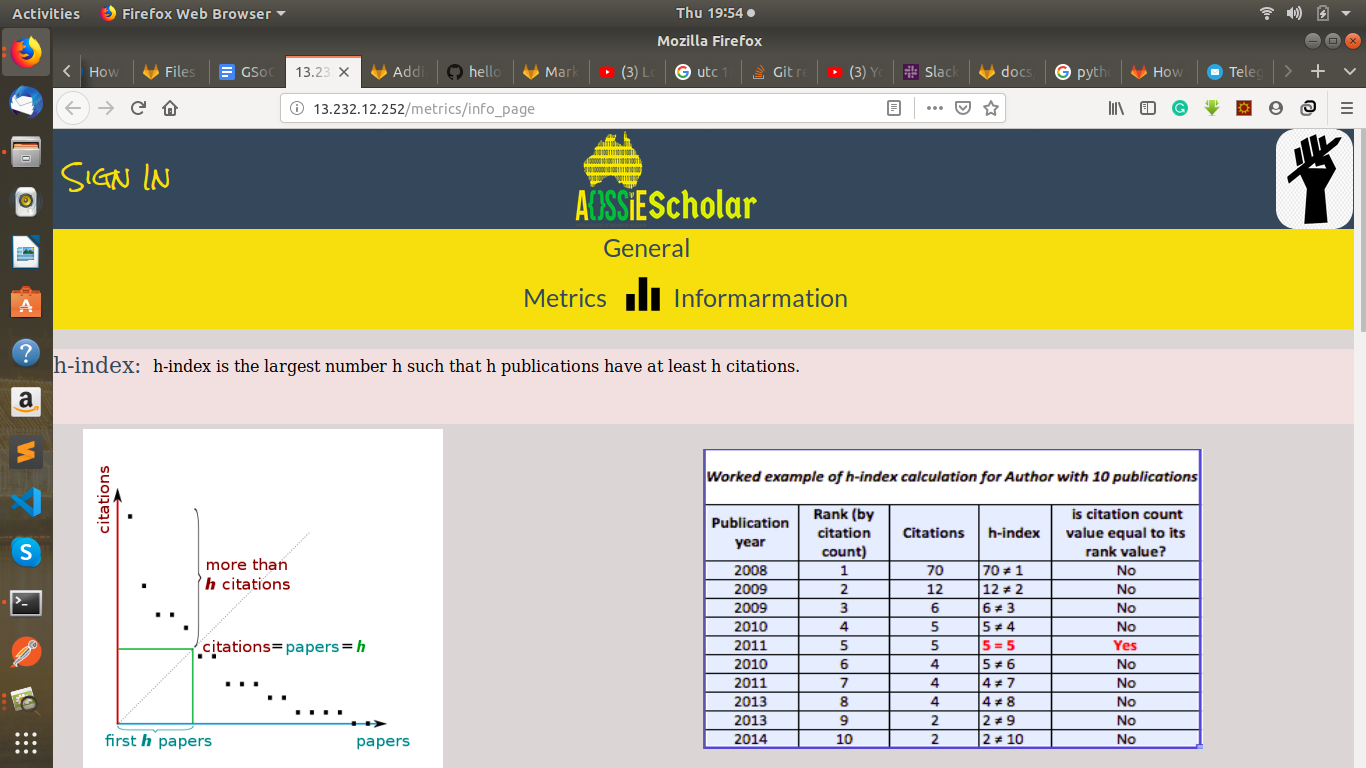 Activities Firefox Web Browser Thu 19:54
Mozilla Firefox
How Files GSoC 13.23 Addi hello Mark (3) Lo utc 1 Git re (3) Yo Slack docs pytho How Teleg
13.232.12.252/metrics/info_page
Sign In
A{}SSiE Scholar
General
Metrics Informarmation
h-index: h-index is the largest number h such that h publications have at least h citations.
citations
more than
h citations
citations=papers=h
first h papers papers
Worked example of h-index calculation for Author with 10 publications
Publication year Rank (by citation count) Citations h-index is citation count value equal to its rank value?
2008 1 70 70 ≠ 1 No
2009 2 12 12 ≠ 2 No
2009 3 6 6 ≠ 3 No
2010 4 5 5 ≠ 4 No
2011 5 5 5 = 5 Yes
2010 6 4 5 ≠ 6 No
2011 7 4 4 ≠ 7 No
2013 8 4 4 ≠ 8 No
2013 9 2 2 ≠ 9 No
2014 10 2 2 ≠ 10 No